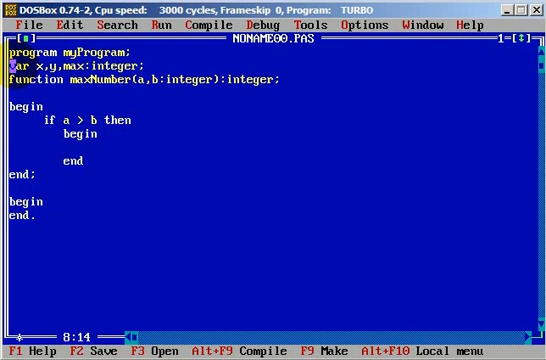 DOSBox 0.74-2, Cpu speed: 3000 cycles, Frameskip 0, Program: TURBO
File Edit Search Run Compile Debug Tools Options Window Help
NONAME00.PAS 1=[↕]
program myProgram;
var x,y,max:integer;
function maxNumber(a,b:integer):integer;
begin
if a > b then
begin
end
end;
begin
end.
8:14
F1 Help F2 Save F3 Open Alt+F9 Compile F9 Make Alt+F10 Local menu